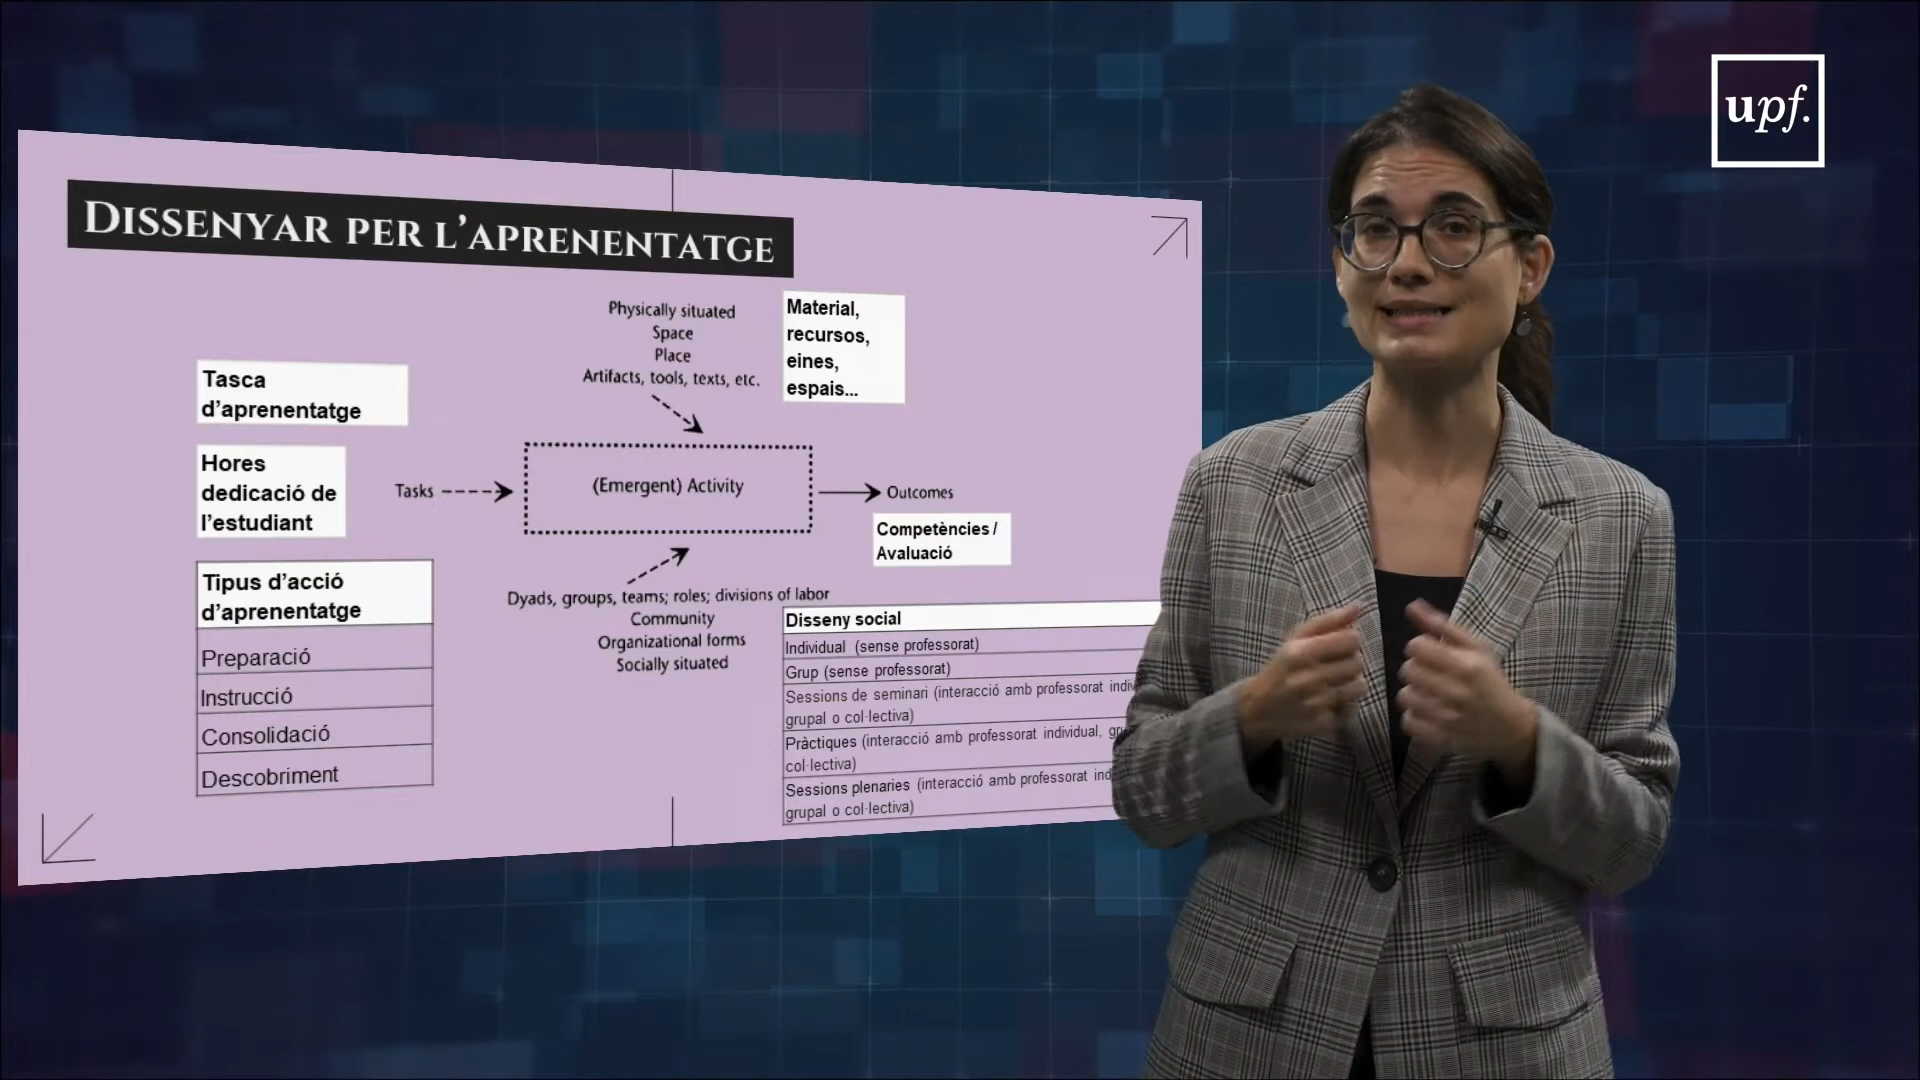 upf.
DISSENYAR PER L’APRENENTATGE
Physically situated
Space
Place
Artifacts, tools, texts, etc.
Material,
recursos,
eines,
espais...
Tasca
d’aprenentatge
Hores
dedicació de
l’estudiant
Tasks
(Emergent) Activity
Outcomes
Competències /
Avaluació
Tipus d’acció
d’aprenentatge
Preparació
Instrucció
Consolidació
Descobriment
Dyads, groups, teams; roles; divisions of labor
Community
Organizational forms
Socially situated
Disseny social
Individual (sense professorat)
Grup (sense professorat)
Sessions de seminari (interacció amb professorat
grupal o col·lectiva)
Pràctiques (interacció amb professorat individual,
col·lectiva)
Sessions plenaries (interacció amb professorat
grupal o col·lectiva)